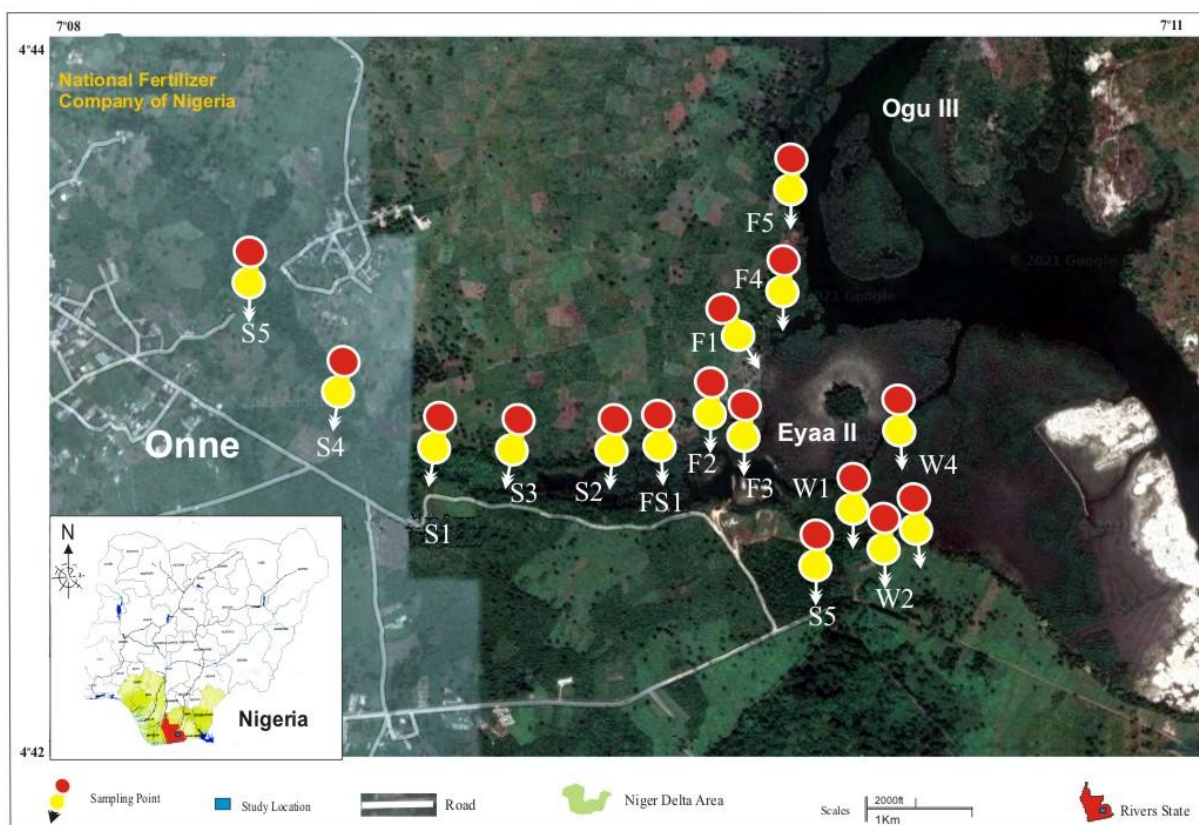 7°08
7°11
4°44
National Fertilizer
Company of Nigeria
Ogu III
F5
© 2021 Google
F4
2021 Google
S5
F1
S4
Onne
Eyaa II
F2
W4
F3
S3
S2
FS1
W1
S1
S5
W2
N
Nigeria
4°42
Sampling Point
Study Location
Road
Niger Delta Area
Scales
2000ft
1Km
Rivers State